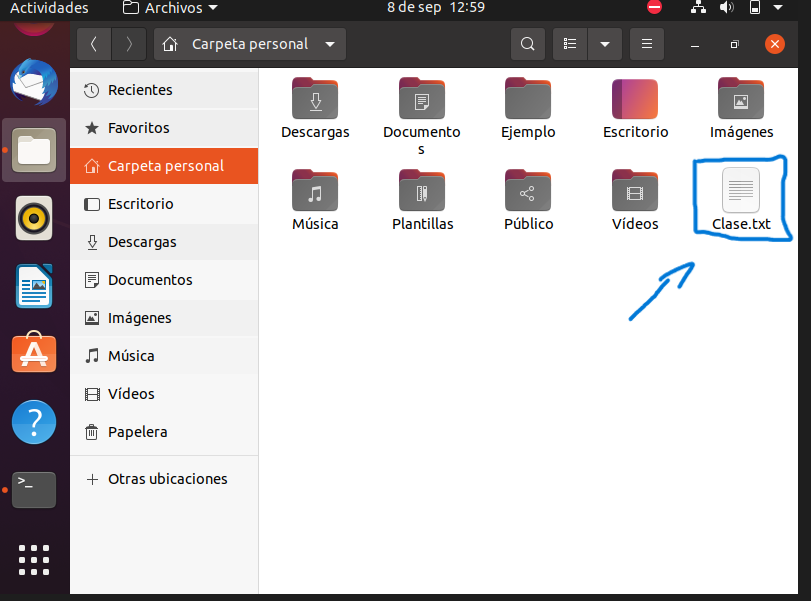 Actividades Archivos 8 de sep 12:59
Carpeta personal
Recientes
Favoritos
Carpeta personal
Escritorio
Descargas
Documentos
Imágenes
Música
Vídeos
Papelera
+ Otras ubicaciones
Descargas
Documento
s
Ejemplo
Escritorio
Imágenes
Música
Plantillas
Público
Vídeos
Clase.txt
?
>_